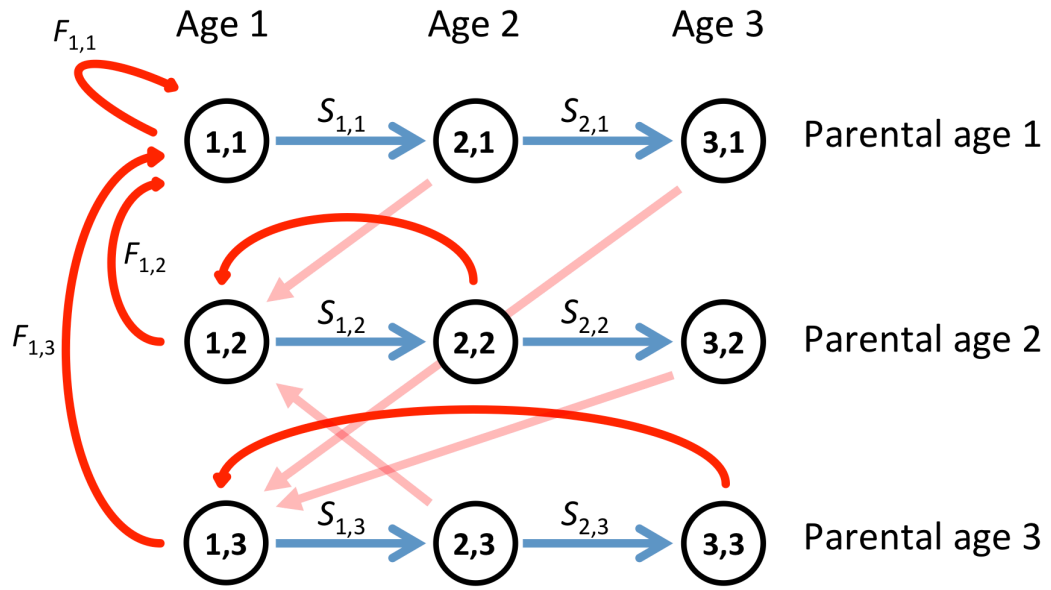 Age 1 Age 2 Age 3
F1,1
1,1 S1,1 2,1 S2,1 3,1 Parental age 1
F1,2
1,2 S1,2 2,2 S2,2 3,2 Parental age 2
F1,3
1,3 S1,3 2,3 S2,3 3,3 Parental age 3